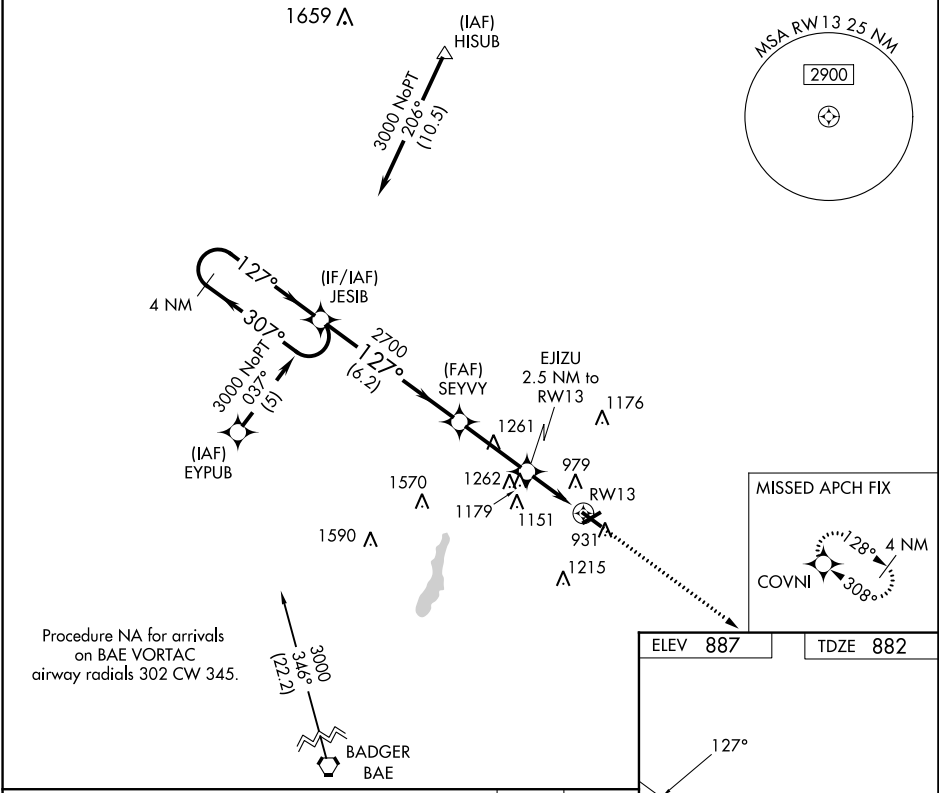 1659
(IAF)
HISUB
3000 NoPT
206°
(10.5)
MSA RW13 25 NM
2900
127°
4 NM
307°
(IF/IAF)
JESIB
3000 NoPT
037°
(5)
(IAF)
EYPUB
2700
127°
(6.2)
(FAF)
SEYVY
EJIZU
2.5 NM to
RW13
1176
1261
1262
979
1570
1179
1151
RW13
931
1590
1215
MISSED APCH FIX
128°
4 NM
COVNI
308°
Procedure NA for arrivals
on BAE VORTAC
airway radials 302 CW 345.
3000
346°
(22.2)
BADGER
BAE
ELEV 887
TDZE 882
127°